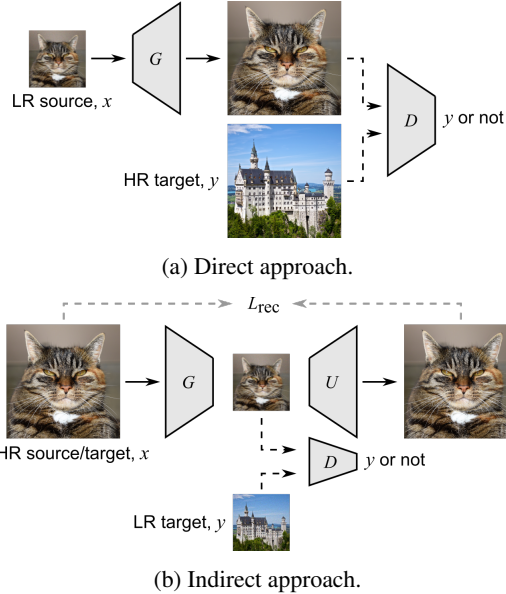 G
LR source, x
D
y or not
HR target, y
(a) Direct approach.
L_rec
G
U
HR source/target, x
D
y or not
LR target, y
(b) Indirect approach.